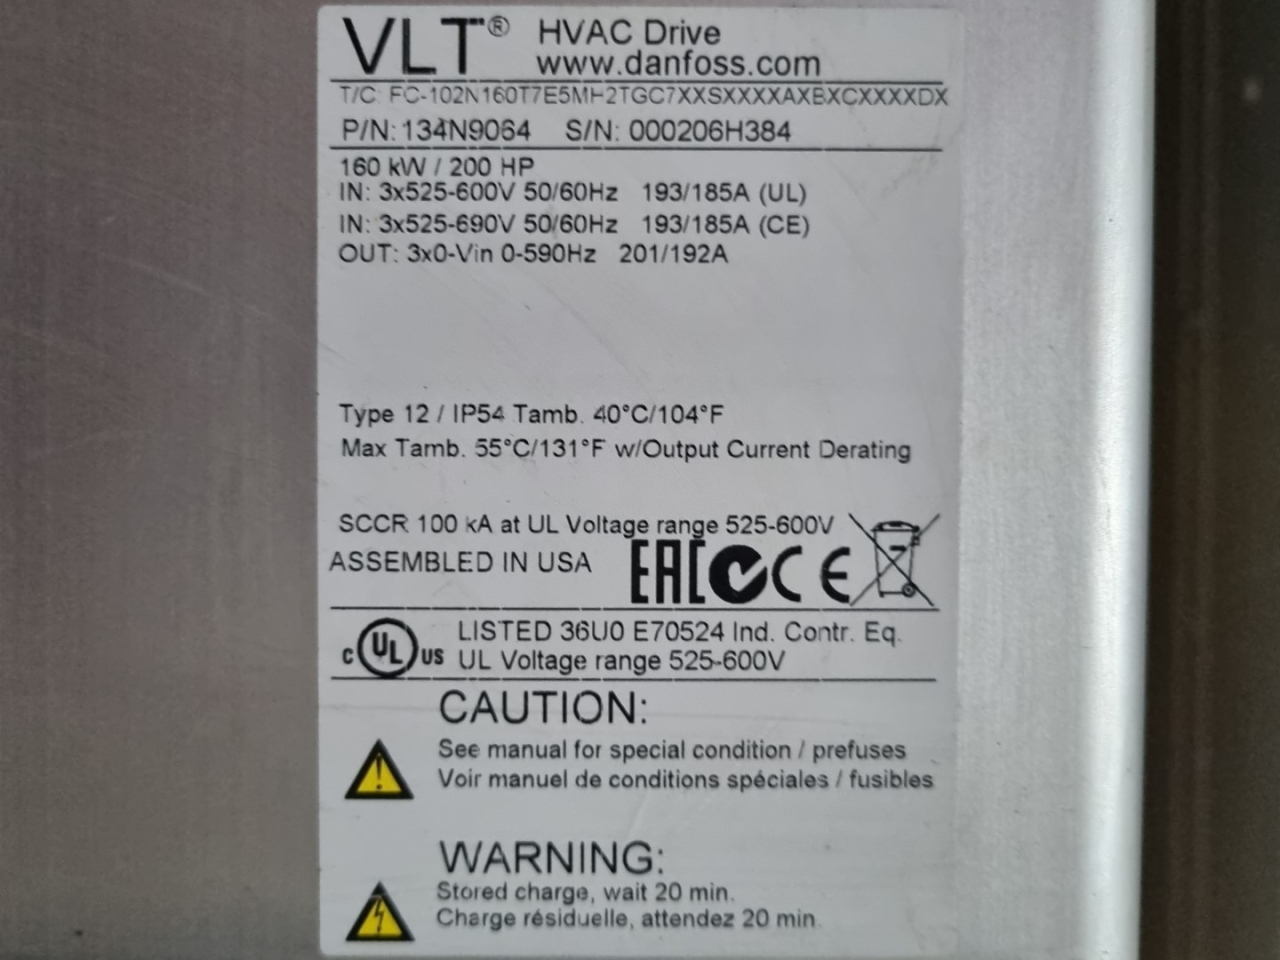 VLT® HVAC Drive
www.danfoss.com
T/C: FC-102N160T7E5MH2TGC7XXSXXXXAXBXCXXXXDX
P/N: 134N9064 S/N: 000206H384
160 kW / 200 HP
IN: 3x525-600V 50/60Hz 193/185A (UL)
IN: 3x525-690V 50/60Hz 193/185A (CE)
OUT: 3x0-Vin 0-590Hz 201/192A
Type 12 / IP54 Tamb. 40°C/104°F
Max Tamb. 55°C/131°F w/Output Current Derating
SCCR 100 kA at UL Voltage range 525-600V
ASSEMBLED IN USA EAC CE
c UL us LISTED 36U0 E70524 Ind. Contr. Eq.
UL Voltage range 525-600V
CAUTION:
See manual for special condition / prefuses
Voir manuel de conditions spéciales / fusibles
WARNING:
Stored charge, wait 20 min.
Charge résiduelle, attendez 20 min.